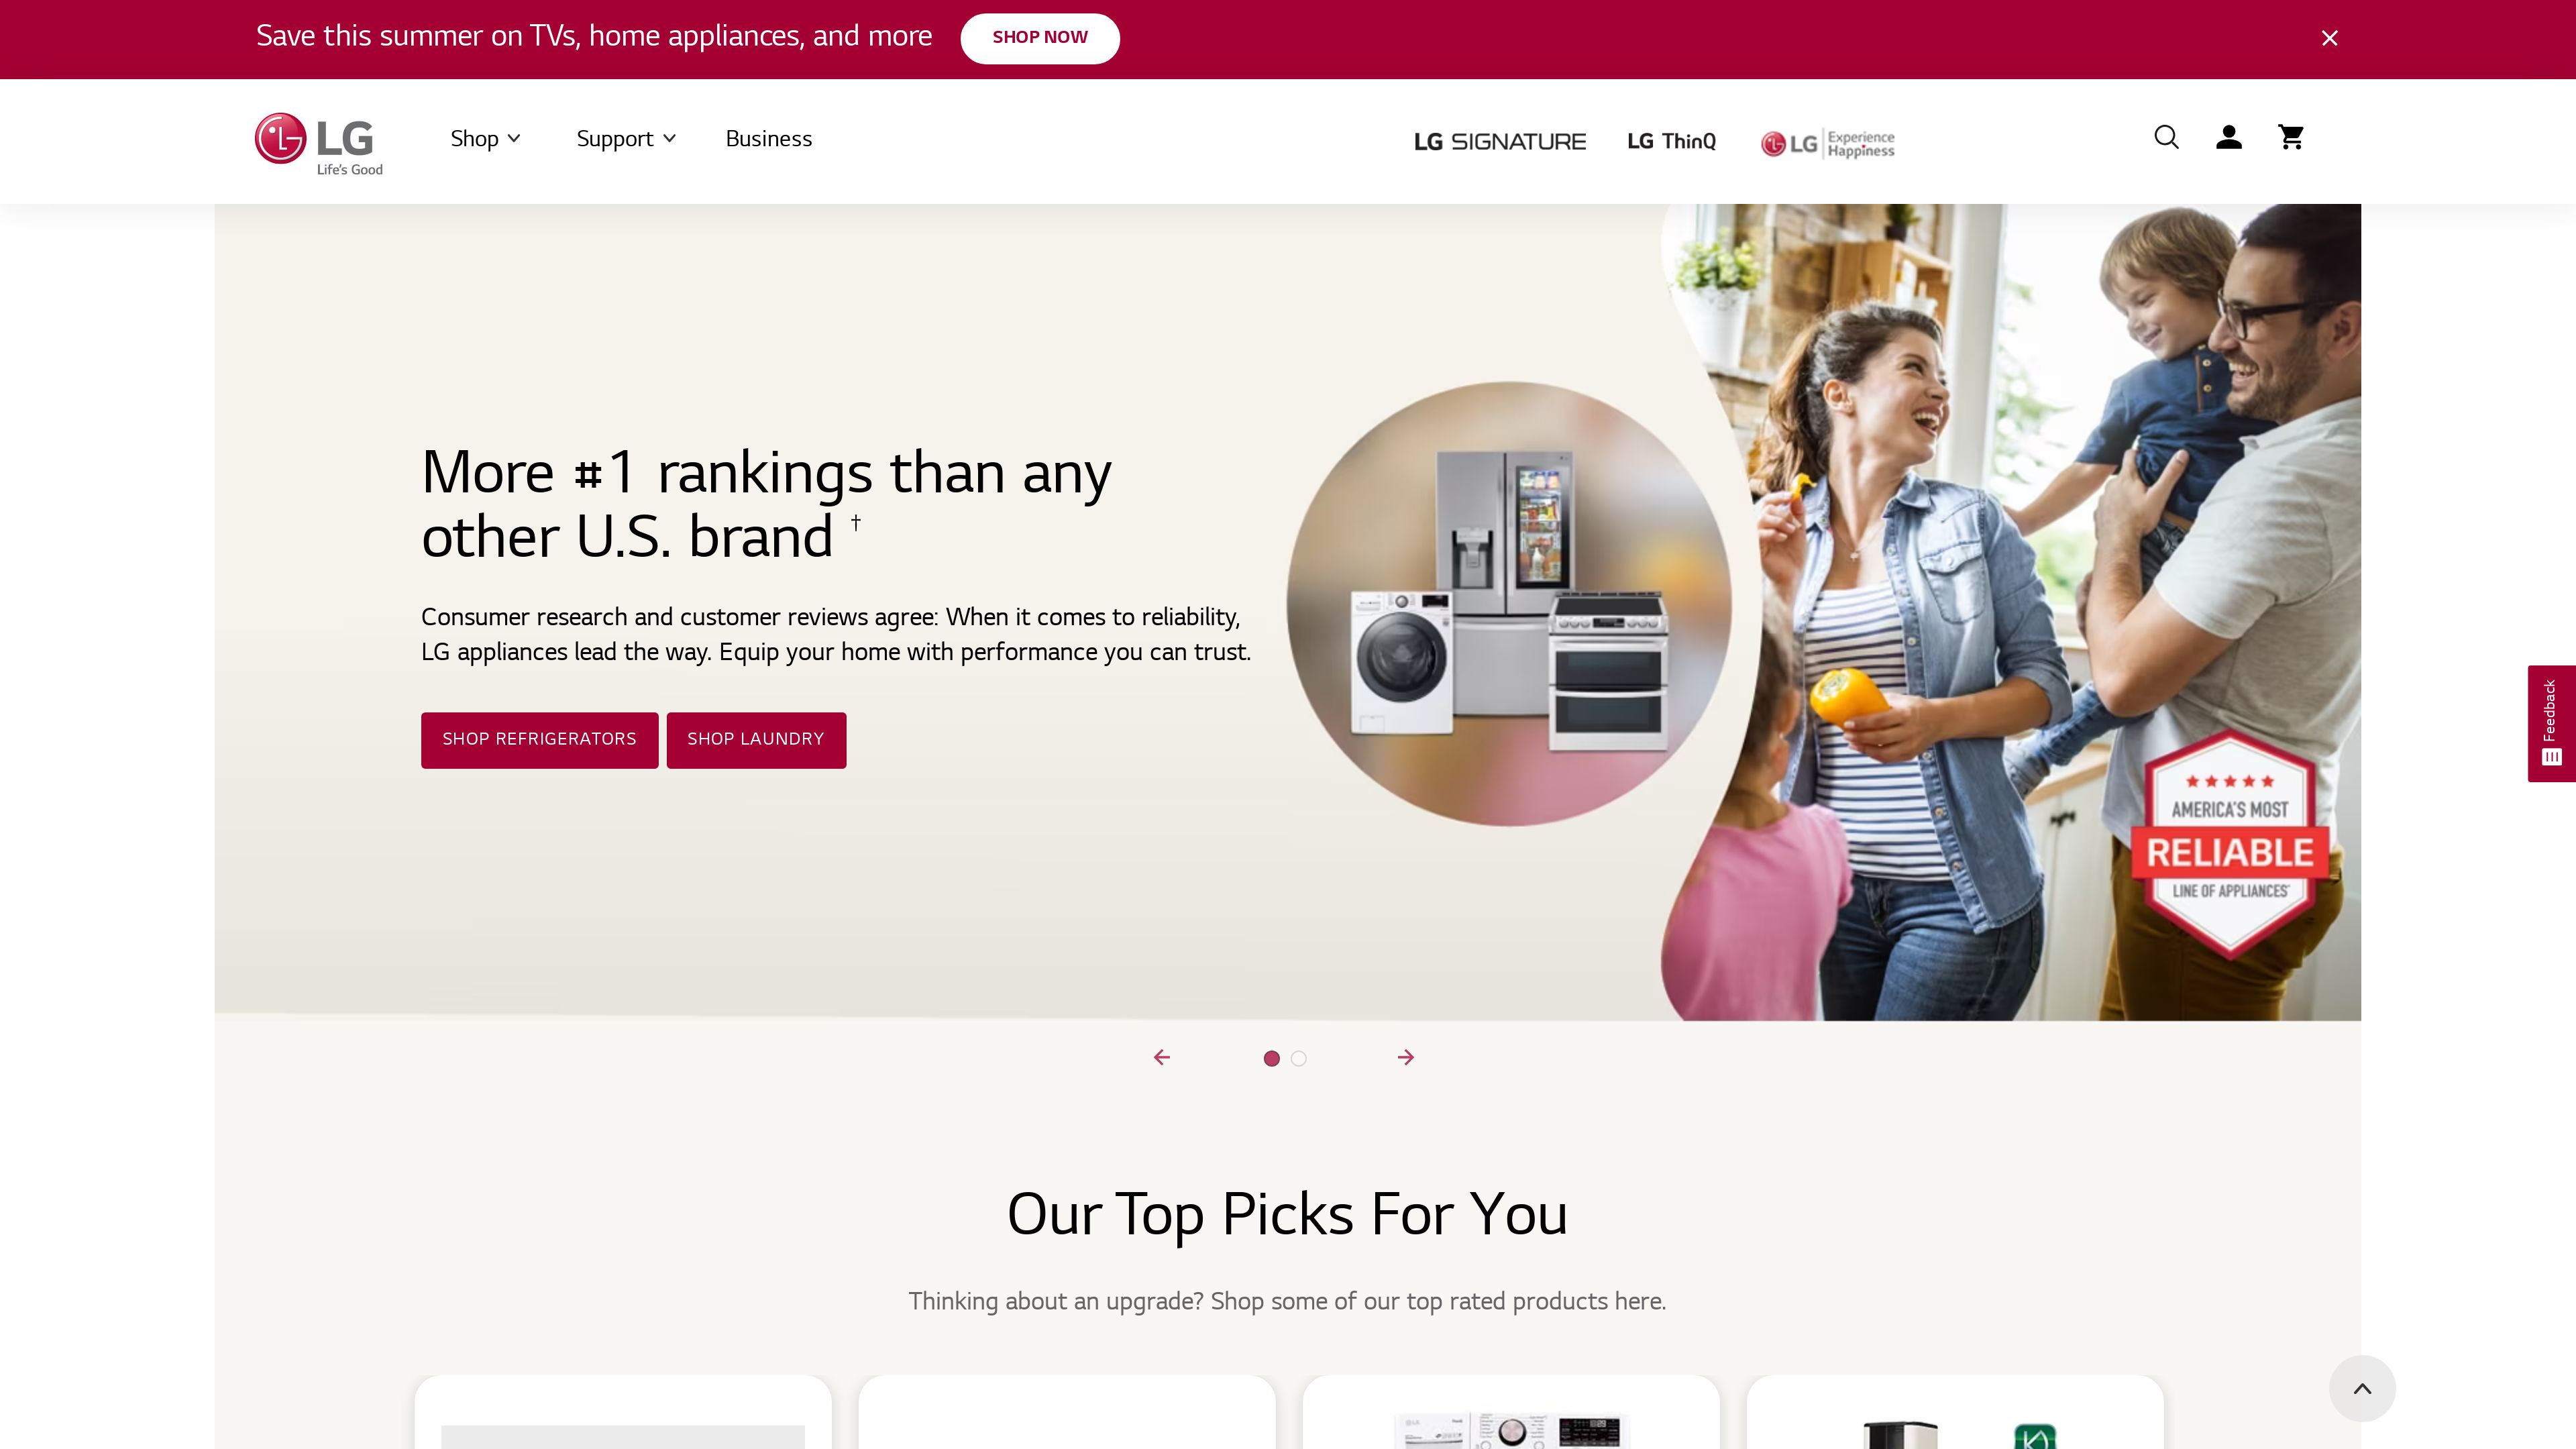 Save this summer on TVs, home appliances, and more
SHOP NOW
LG
Life's Good
Shop
Support
Business
LG SIGNATURE
LG ThinQ
LG Experience
Happiness
More #1 rankings than any
other U.S. brand †
Consumer research and customer reviews agree: When it comes to reliability,
LG appliances lead the way. Equip your home with performance you can trust.
SHOP REFRIGERATORS
SHOP LAUNDRY
AMERICA'S MOST
RELIABLE
LINE OF APPLIANCES*
Feedback
Our Top Picks For You
Thinking about an upgrade? Shop some of our top rated products here.